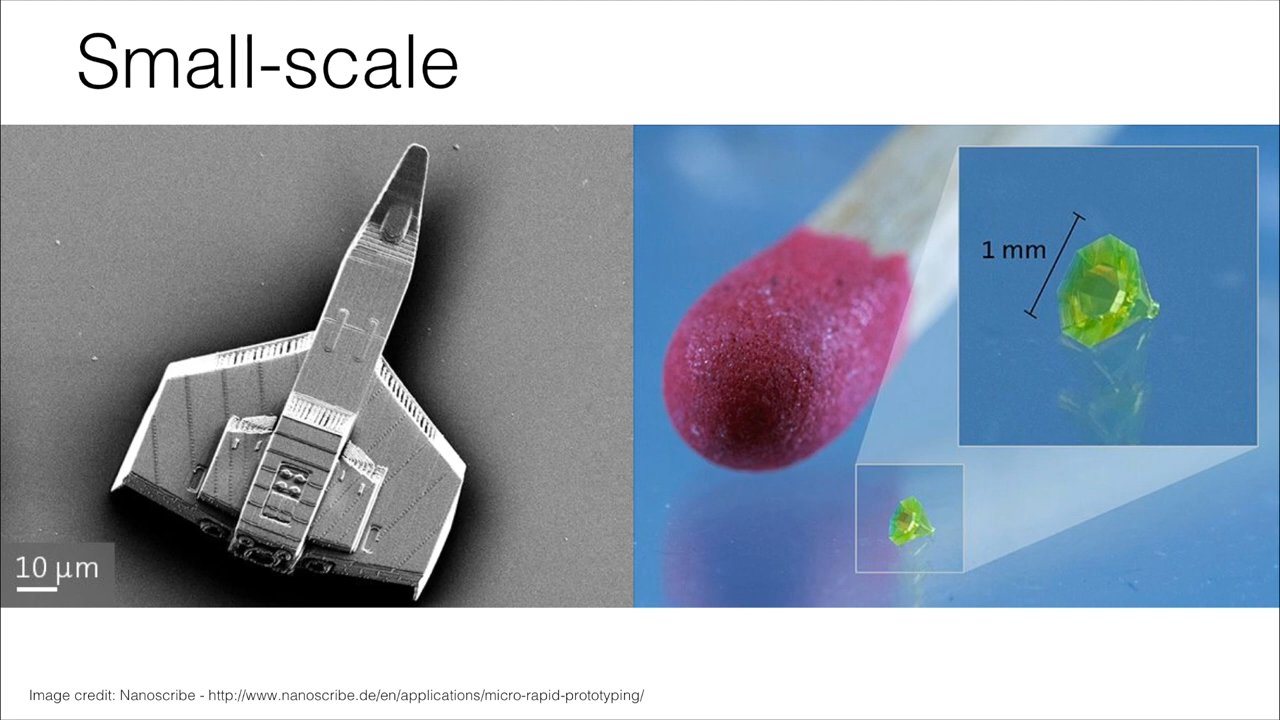 Small-scale
10 µm
1 mm
Image credit: Nanoscribe - http://www.nanoscribe.de/en/applications/micro-rapid-prototyping/